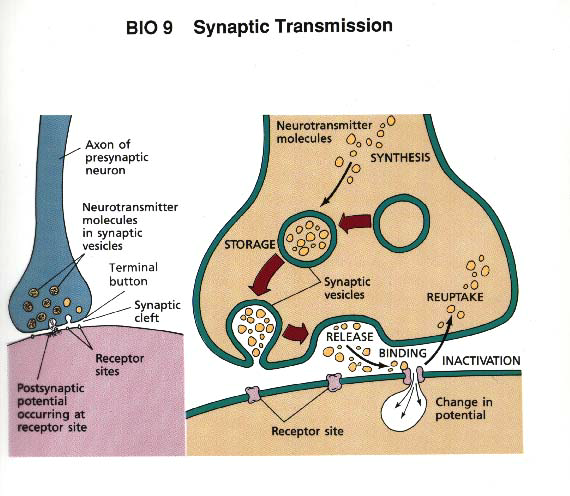 BIO 9 Synaptic Transmission
Axon of
presynaptic
neuron
Neurotransmitter
molecules
in synaptic
vesicles
Terminal
button
Synaptic
cleft
Receptor
sites
Postsynaptic
potential
occurring at
receptor site
Neurotransmitter
molecules
SYNTHESIS
STORAGE
Synaptic
vesicles
REUPTAKE
RELEASE
BINDING
INACTIVATION
Change in
potential
Receptor site